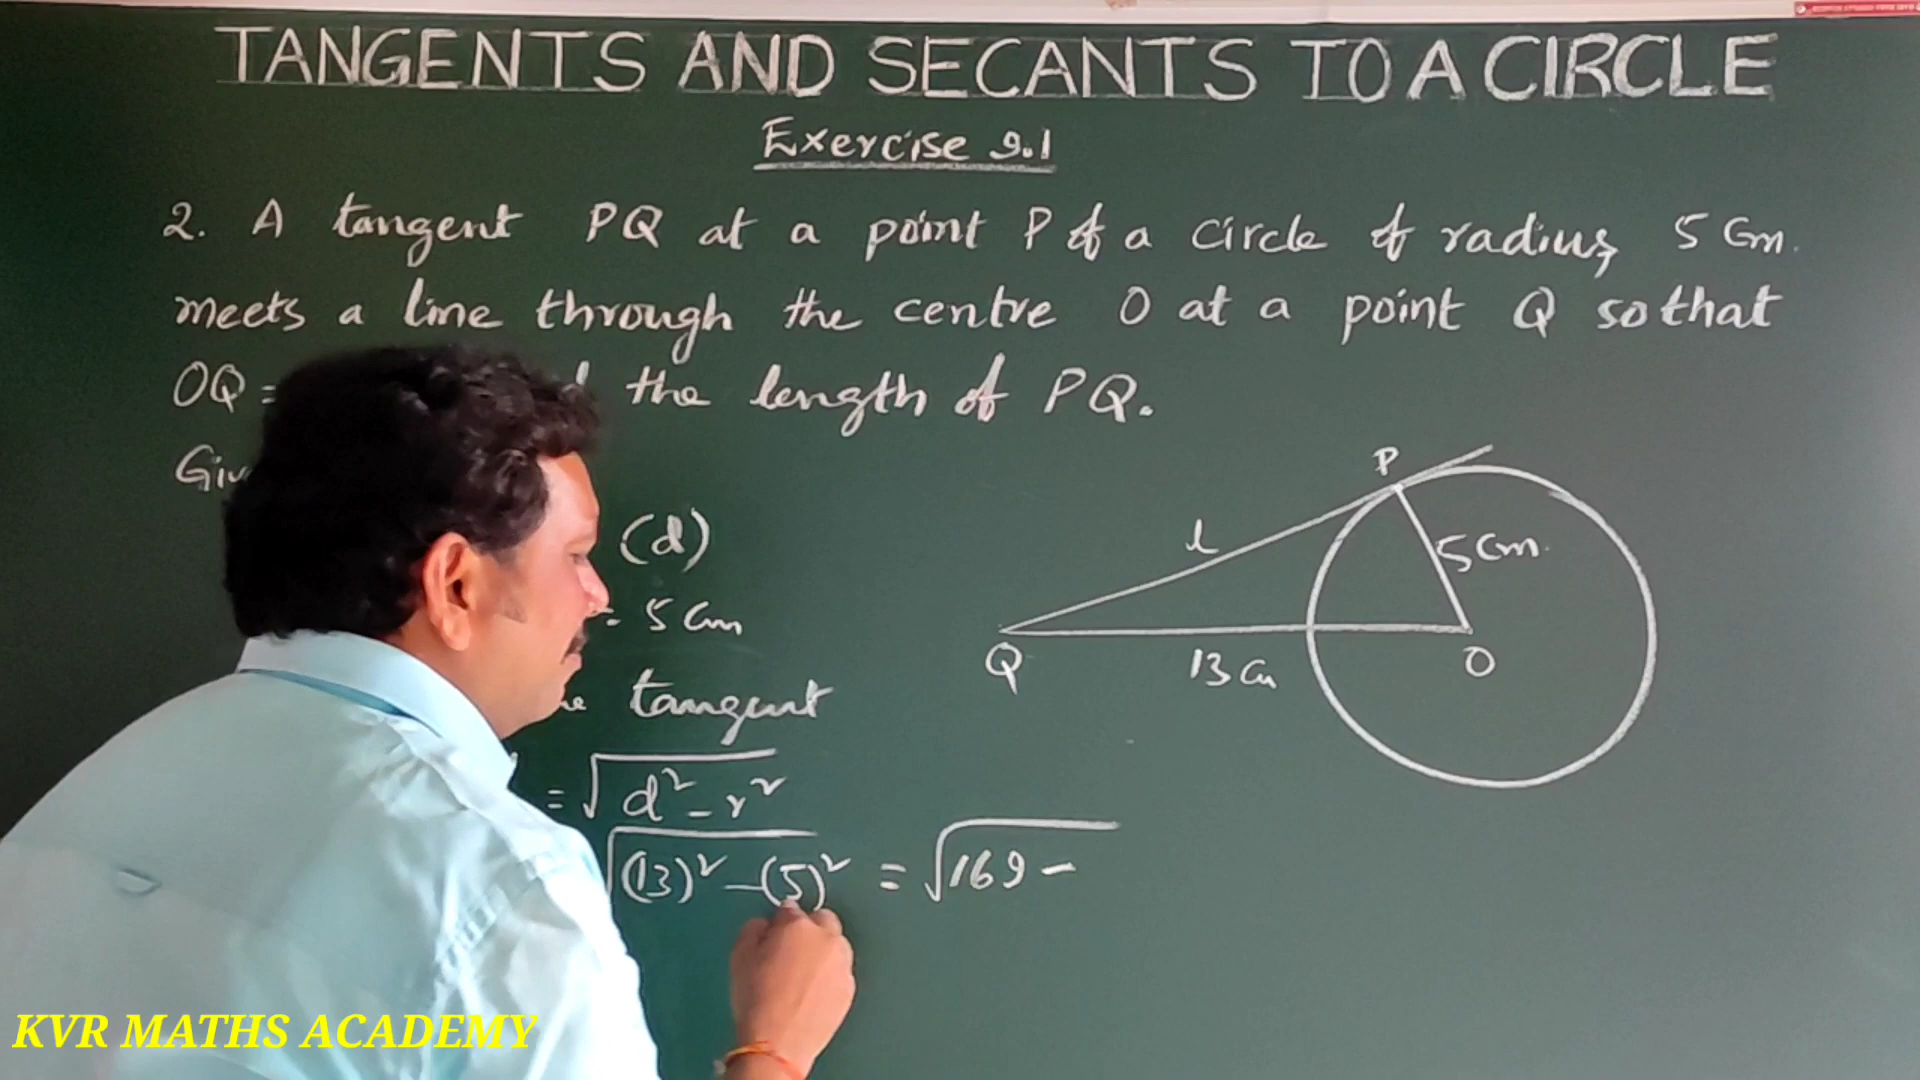 TANGENTS AND SECANTS TO A CIRCLE
Exercise 9.1
2. A tangent PQ at a point P of a circle of radius, 5 Cm.
meets a line through the centre O at a point Q so that
OQ = the length of PQ.
(d)
= 5 Cm
tangent
= √d² - r²
√(13)² - (5)² = √169 -
P
l
5 Cm.
Q
13 Cm
O
KVR MATHS ACADEMY